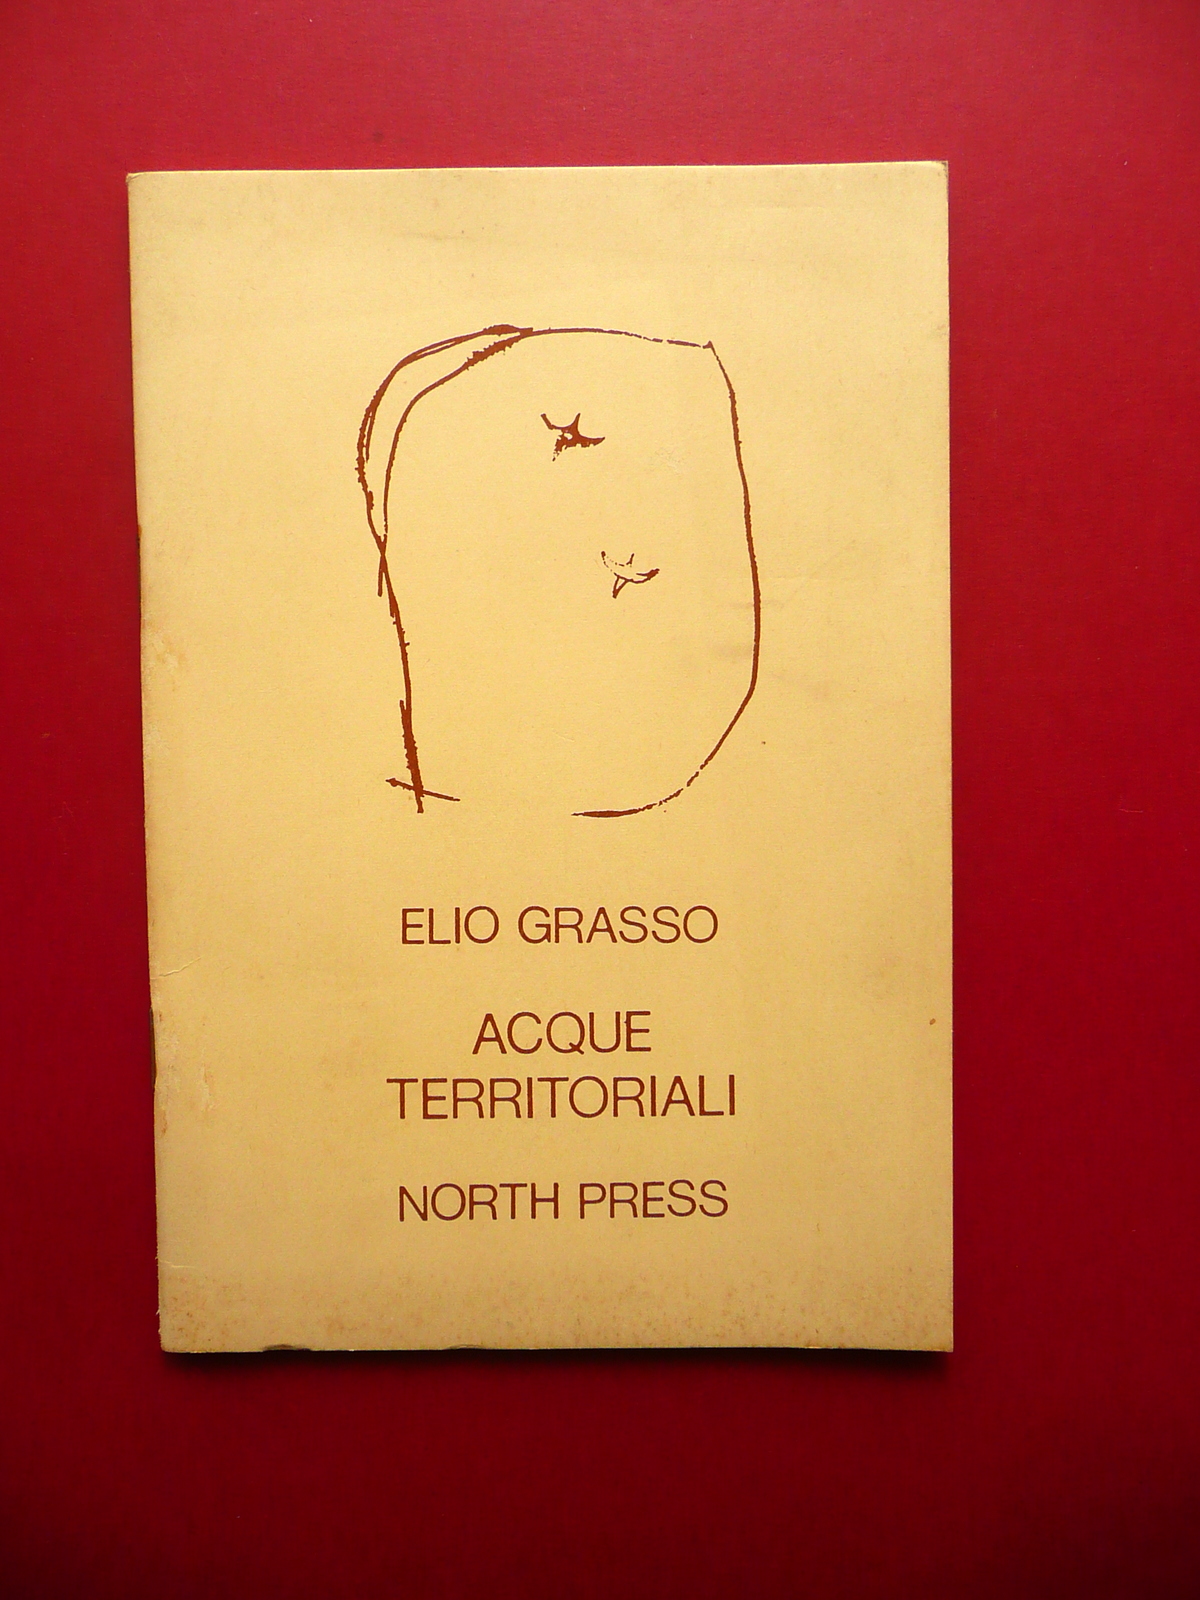 ELIO GRASSO
ACQUE
TERRITORIALI
NORTH PRESS